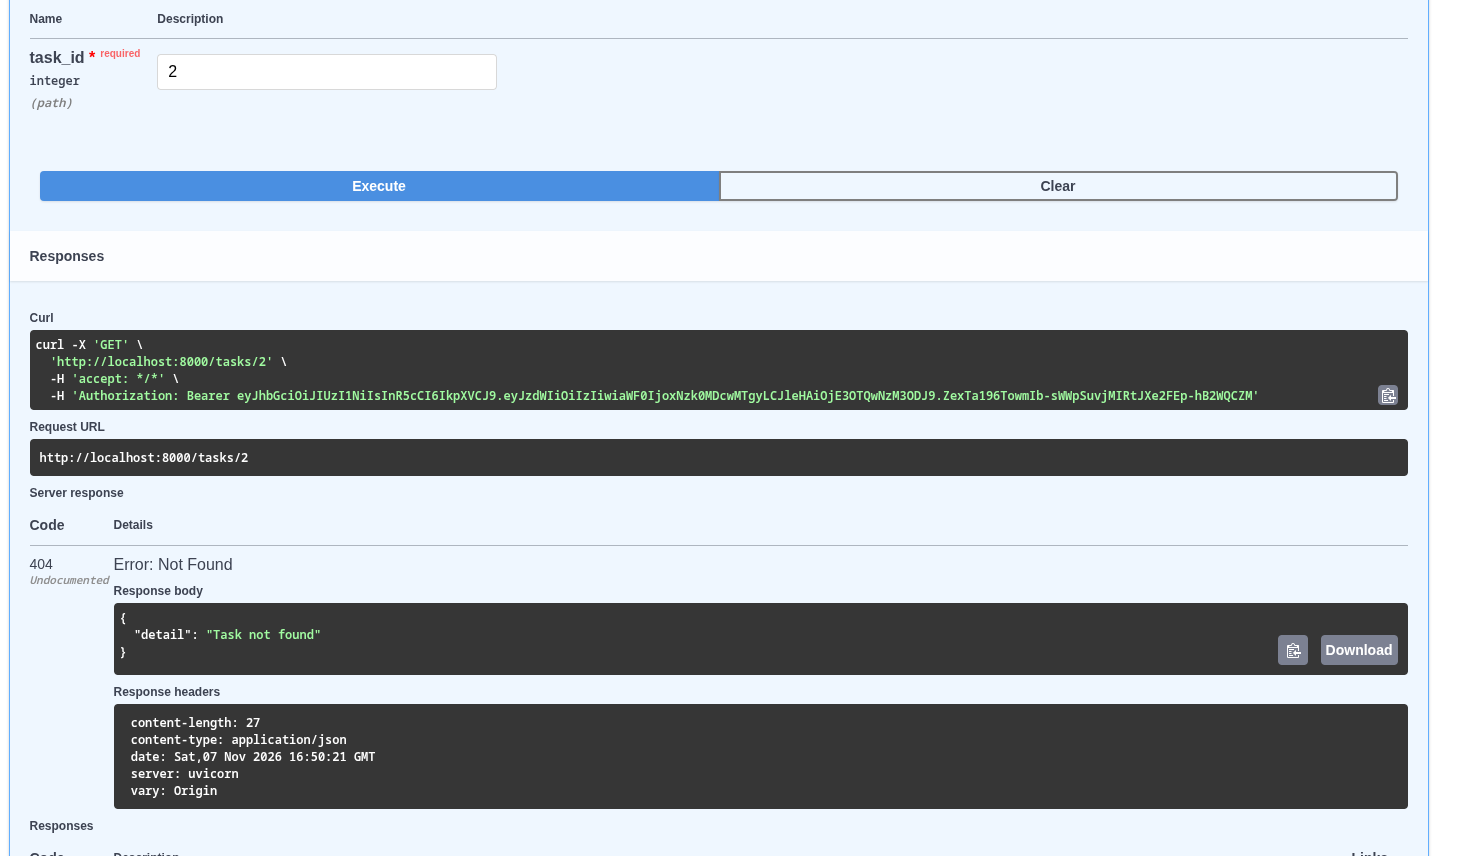 Name Description
task_id * required
integer
(path)
2
Execute Clear
Responses
Curl
curl -X 'GET' \
'http://localhost:8000/tasks/2' \
-H 'accept: */*' \
-H 'Authorization: Bearer eyJhbGciOiJIUzI1NiIsInR5cCI6IkpXVCJ9.eyJzdWIiOiIzIiwiaWF0IjoxNzk0MDcwMTgyLCJleHAiOjE3OTQwNzM3ODJ9.ZexTa196TowmIb-sWWpSuvjMIRtJXe2FEp-hB2WQCZM'
Request URL
http://localhost:8000/tasks/2
Server response
Code Details
404 Error: Not Found
Undocumented
Response body
{
"detail": "Task not found"
}
Download
Response headers
content-length: 27
content-type: application/json
date: Sat,07 Nov 2026 16:50:21 GMT
server: uvicorn
vary: Origin
Responses
Code Description Links